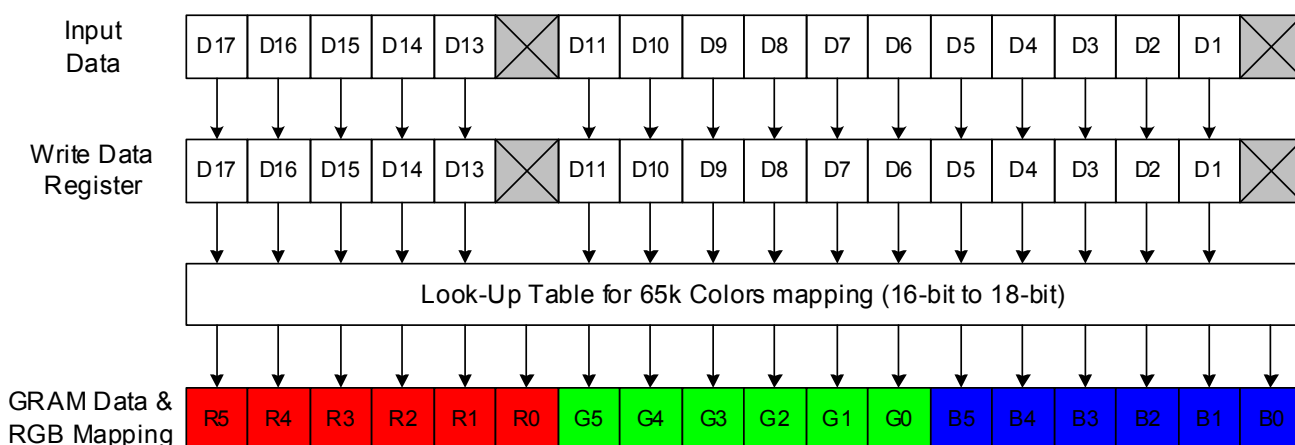 Input
Data
D17 D16 D15 D14 D13 D11 D10 D9 D8 D7 D6 D5 D4 D3 D2 D1
Write Data
Register
D17 D16 D15 D14 D13 D11 D10 D9 D8 D7 D6 D5 D4 D3 D2 D1
Look-Up Table for 65k Colors mapping (16-bit to 18-bit)
GRAM Data &
RGB Mapping
R5 R4 R3 R2 R1 R0 G5 G4 G3 G2 G1 G0 B5 B4 B3 B2 B1 B0